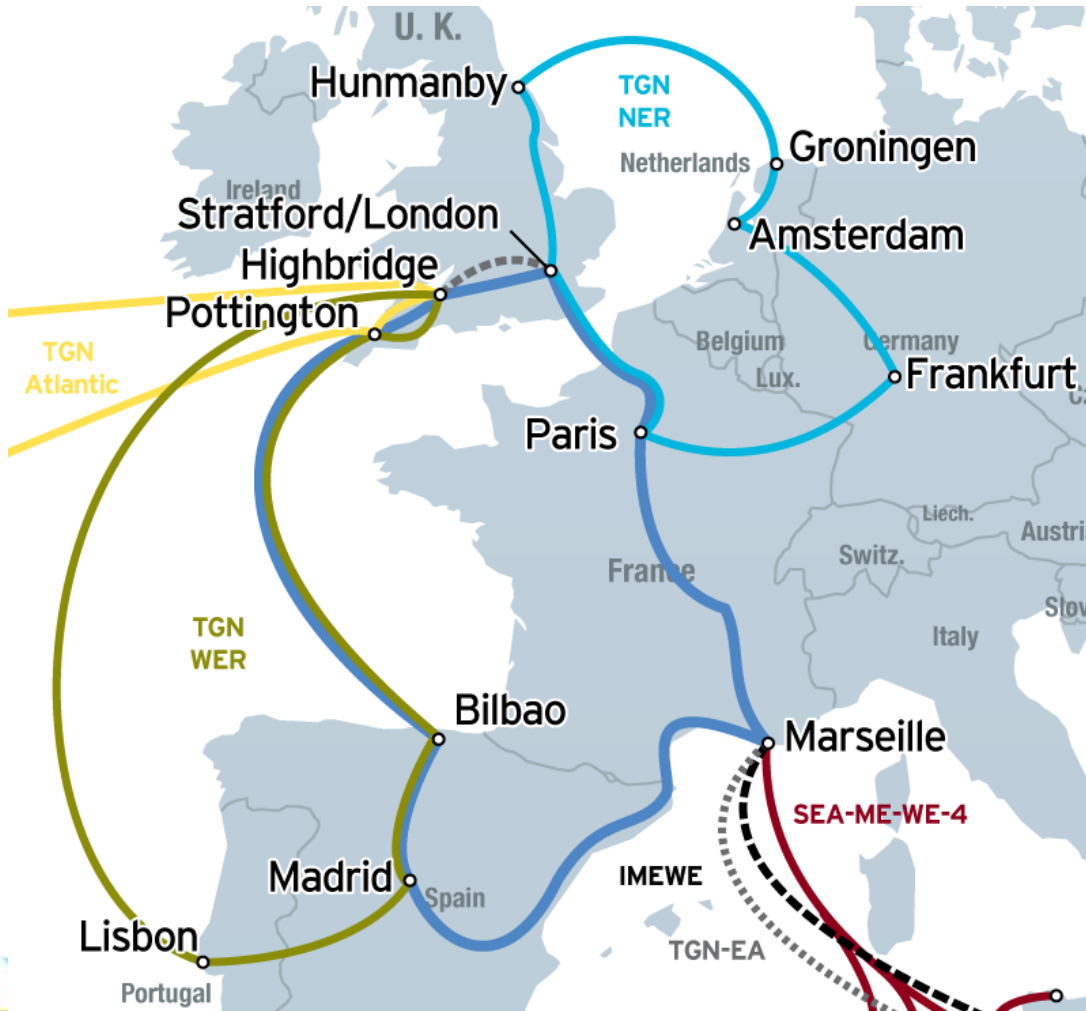 U. K.
Hunmanby
TGN
NER
Groningen
Netherlands
Ireland
Stratford/London
Amsterdam
Highbridge
Pottington
TGN
Atlantic
Belgium
Germany
Lux.
Frankfurt
Paris
Liech.
Austri
Switz.
France
Slov
TGN
WER
Italy
Bilbao
Marseille
SEA-ME-WE-4
IMEWE
Madrid
Spain
Lisbon
TGN-EA
Portugal